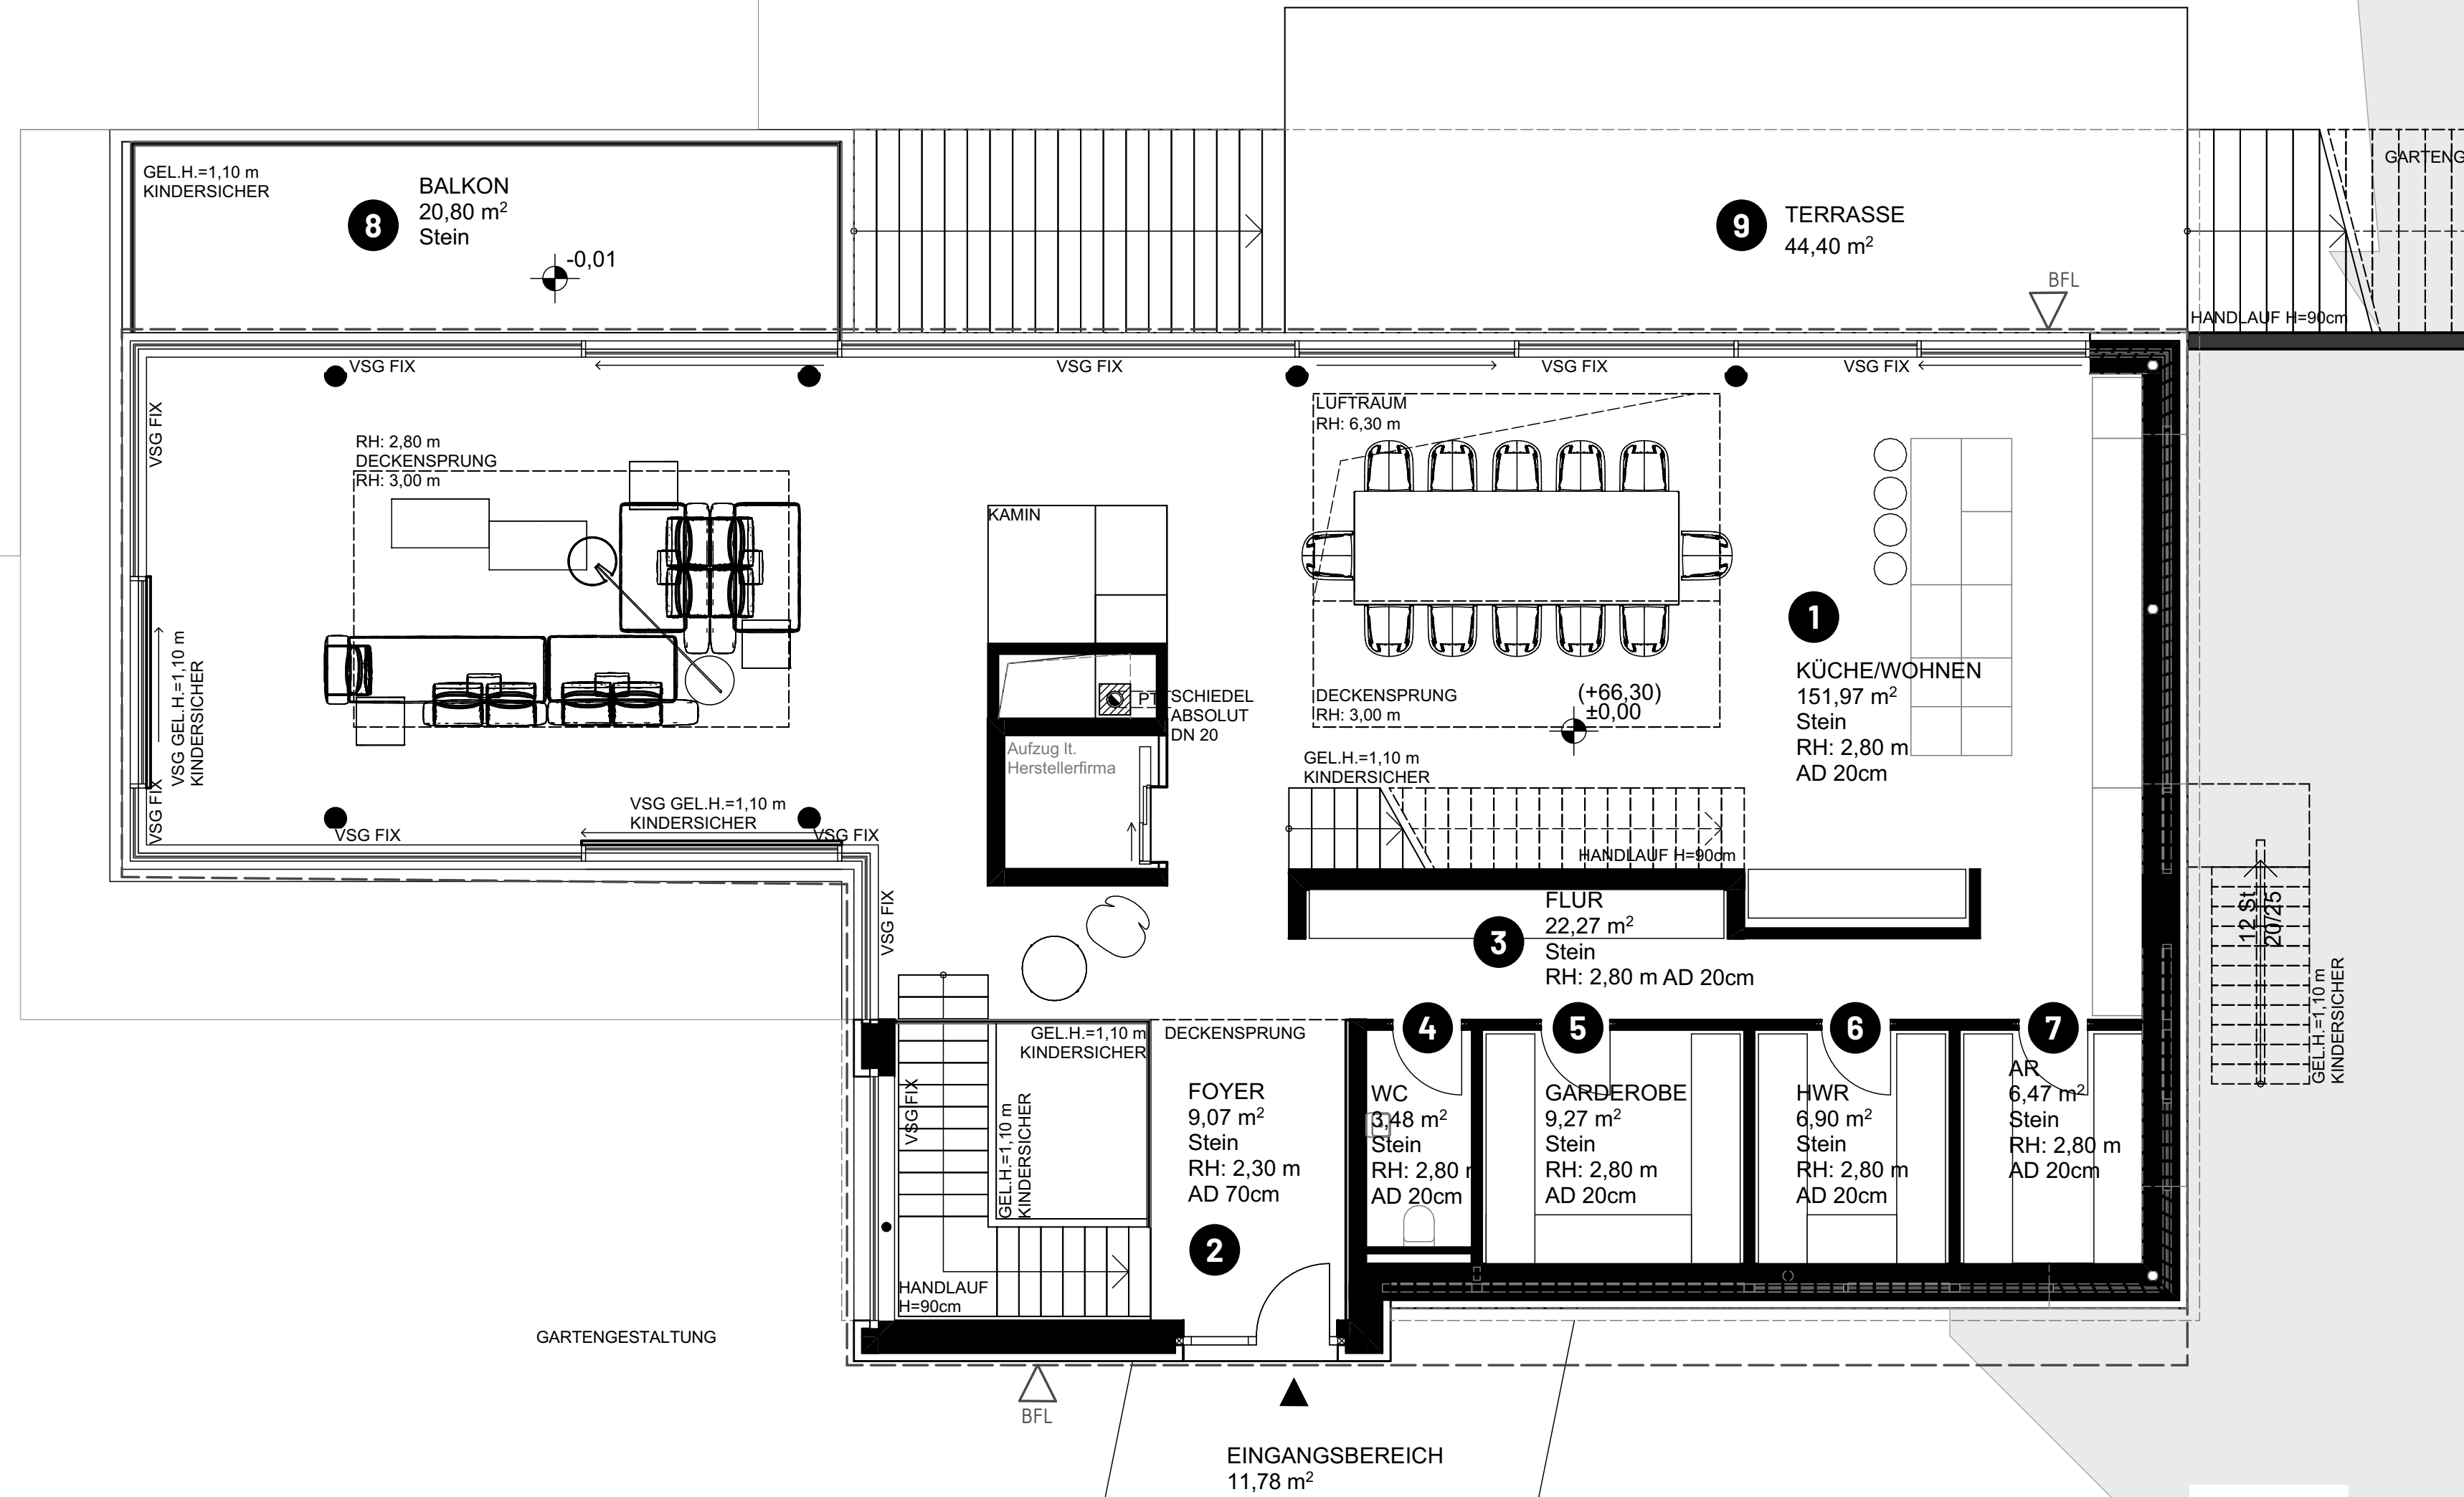 GEL.H.=1,10 m
KINDERSICHER
8
BALKON
20,80 m²
Stein
-0,01
9
TERRASSE
44,40 m²
BFL
HANDLAUF H=90cm
GARTENG
VSG FIX
VSG FIX
VSG FIX
VSG FIX
VSG FIX
RH: 2,80 m
DECKENSPRUNG
RH: 3,00 m
LUFTRAUM
RH: 6,30 m
KAMIN
1
KÜCHE/WOHNEN
151,97 m²
Stein
RH: 2,80 m
AD 20cm
VSG GEL.H.=1,10 m
KINDERSICHER
PT
SCHIEDEL
ABSOLUT
DN 20
DECKENSPRUNG
RH: 3,00 m
(+66,30)
±0,00
Aufzug lt.
Herstellerfirma
GEL.H.=1,10 m
KINDERSICHER
VSG FIX
VSG FIX
VSG GEL.H.=1,10 m
KINDERSICHER
VSG FIX
HANDLAUF H=90cm
VSG FIX
3
FLUR
22,27 m²
Stein
RH: 2,80 m AD 20cm
12 St
20/25
GEL.H.=1,10 m
KINDERSICHER
GEL.H.=1,10 m
KINDERSICHER
DECKENSPRUNG
VSG FIX
GEL.H.=1,10 m
KINDERSICHER
FOYER
9,07 m²
Stein
RH: 2,30 m
AD 70cm
2
4
WC
3,48 m²
Stein
RH: 2,80 m
AD 20cm
5
GARDEROBE
9,27 m²
Stein
RH: 2,80 m
AD 20cm
6
HWR
6,90 m²
Stein
RH: 2,80 m
AD 20cm
7
AR
6,47 m²
Stein
RH: 2,80 m
AD 20cm
HANDLAUF
H=90cm
GARTENGESTALTUNG
BFL
EINGANGSBEREICH
11,78 m²